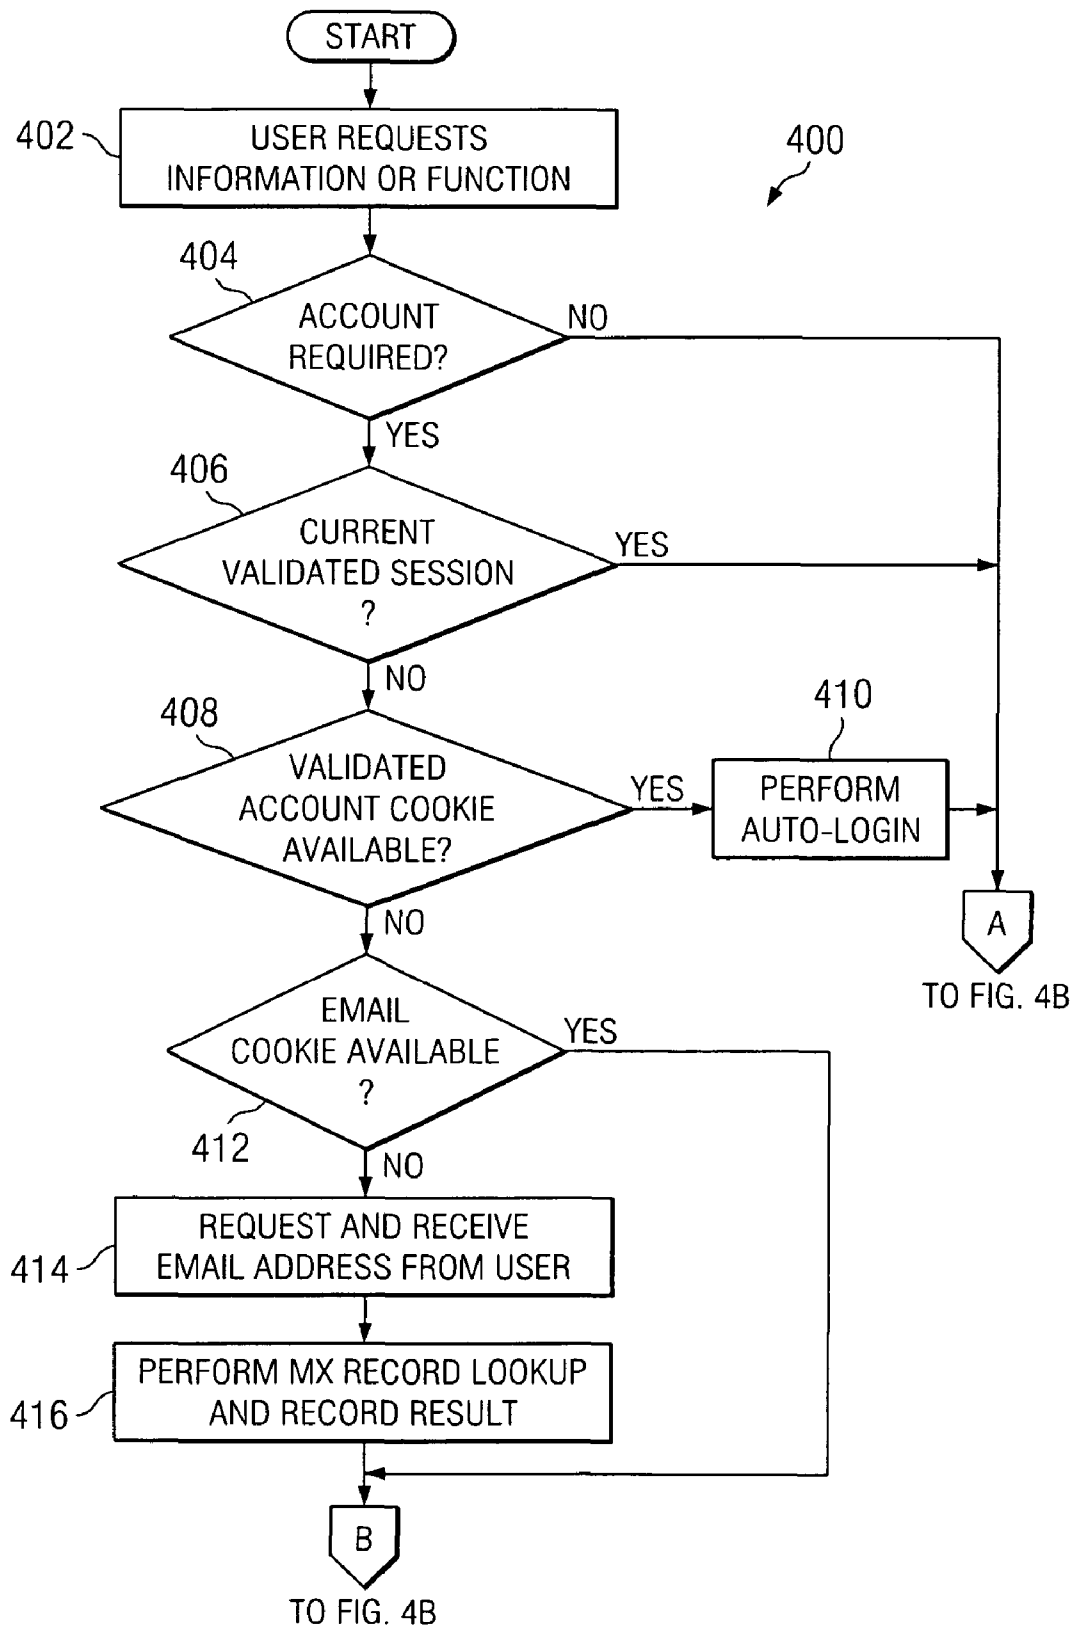 START
402
USER REQUESTS
INFORMATION OR FUNCTION
400
404
ACCOUNT
REQUIRED?
NO
YES
406
CURRENT
VALIDATED SESSION
?
YES
NO
408
VALIDATED
ACCOUNT COOKIE
AVAILABLE?
YES
410
PERFORM
AUTO-LOGIN
NO
A
TO FIG. 4B
EMAIL
COOKIE AVAILABLE
?
YES
412
NO
REQUEST AND RECEIVE
EMAIL ADDRESS FROM USER
414
PERFORM MX RECORD LOOKUP
AND RECORD RESULT
416
B
TO FIG. 4B